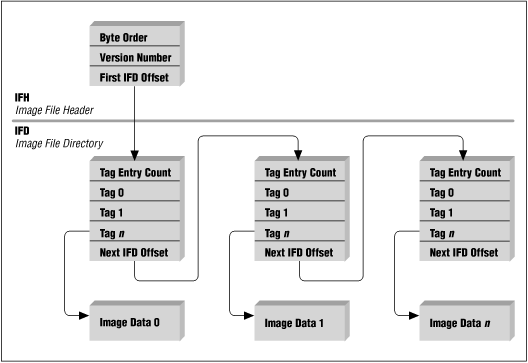 Byte Order
Version Number
First IFD Offset
IFH
Image File Header
IFD
Image File Directory
Tag Entry Count
Tag 0
Tag 1
Tag n
Next IFD Offset
Image Data 0
Tag Entry Count
Tag 0
Tag 1
Tag n
Next IFD Offset
Image Data 1
Tag Entry Count
Tag 0
Tag 1
Tag n
Next IFD Offset
Image Data n